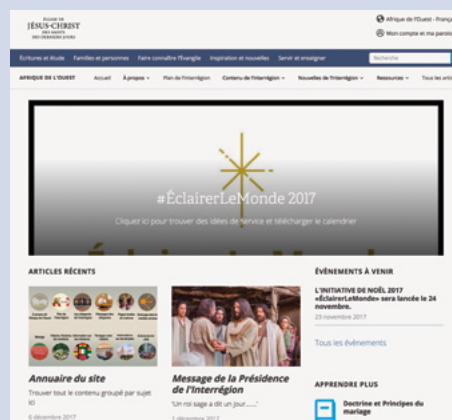 ÉGLISE DE
JÉSUS-CHRIST
DES SAINTS
DES DERNIERS JOURS
Afrique de l'Ouest - Franç
Mon compte et ma parois
Écritures et étude Familles et personnes Faire connaître l'Évangile Inspiration et nouvelles Servir et enseigner Recherche
AFRIQUE DE L'OUEST Accueil À propos Plan de l'interrégion Contenu de l'interrégion Nouvelles de l'interrégion Ressources Tous les artic
#ÉclairerLeMonde 2017
Cliquez ici pour trouver des idées de service et télécharger le calendrier
ARTICLES RÉCENTS
Annuaire du site
Trouver tout le contenu groupé par sujet
ici
6 décembre 2017
Message de la Présidence
de l'Interrégion
'Un roi sage a dit un jour......'
1 décembre 2017
ÉVÈNEMENTS À VENIR
L'INITIATIVE DE NOËL 2017
«ÉclairerLeMonde» sera lancée le 24
novembre.
23 novembre 2017
Tous les événements
APPRENDRE PLUS
Doctrine et Principes du
mariage